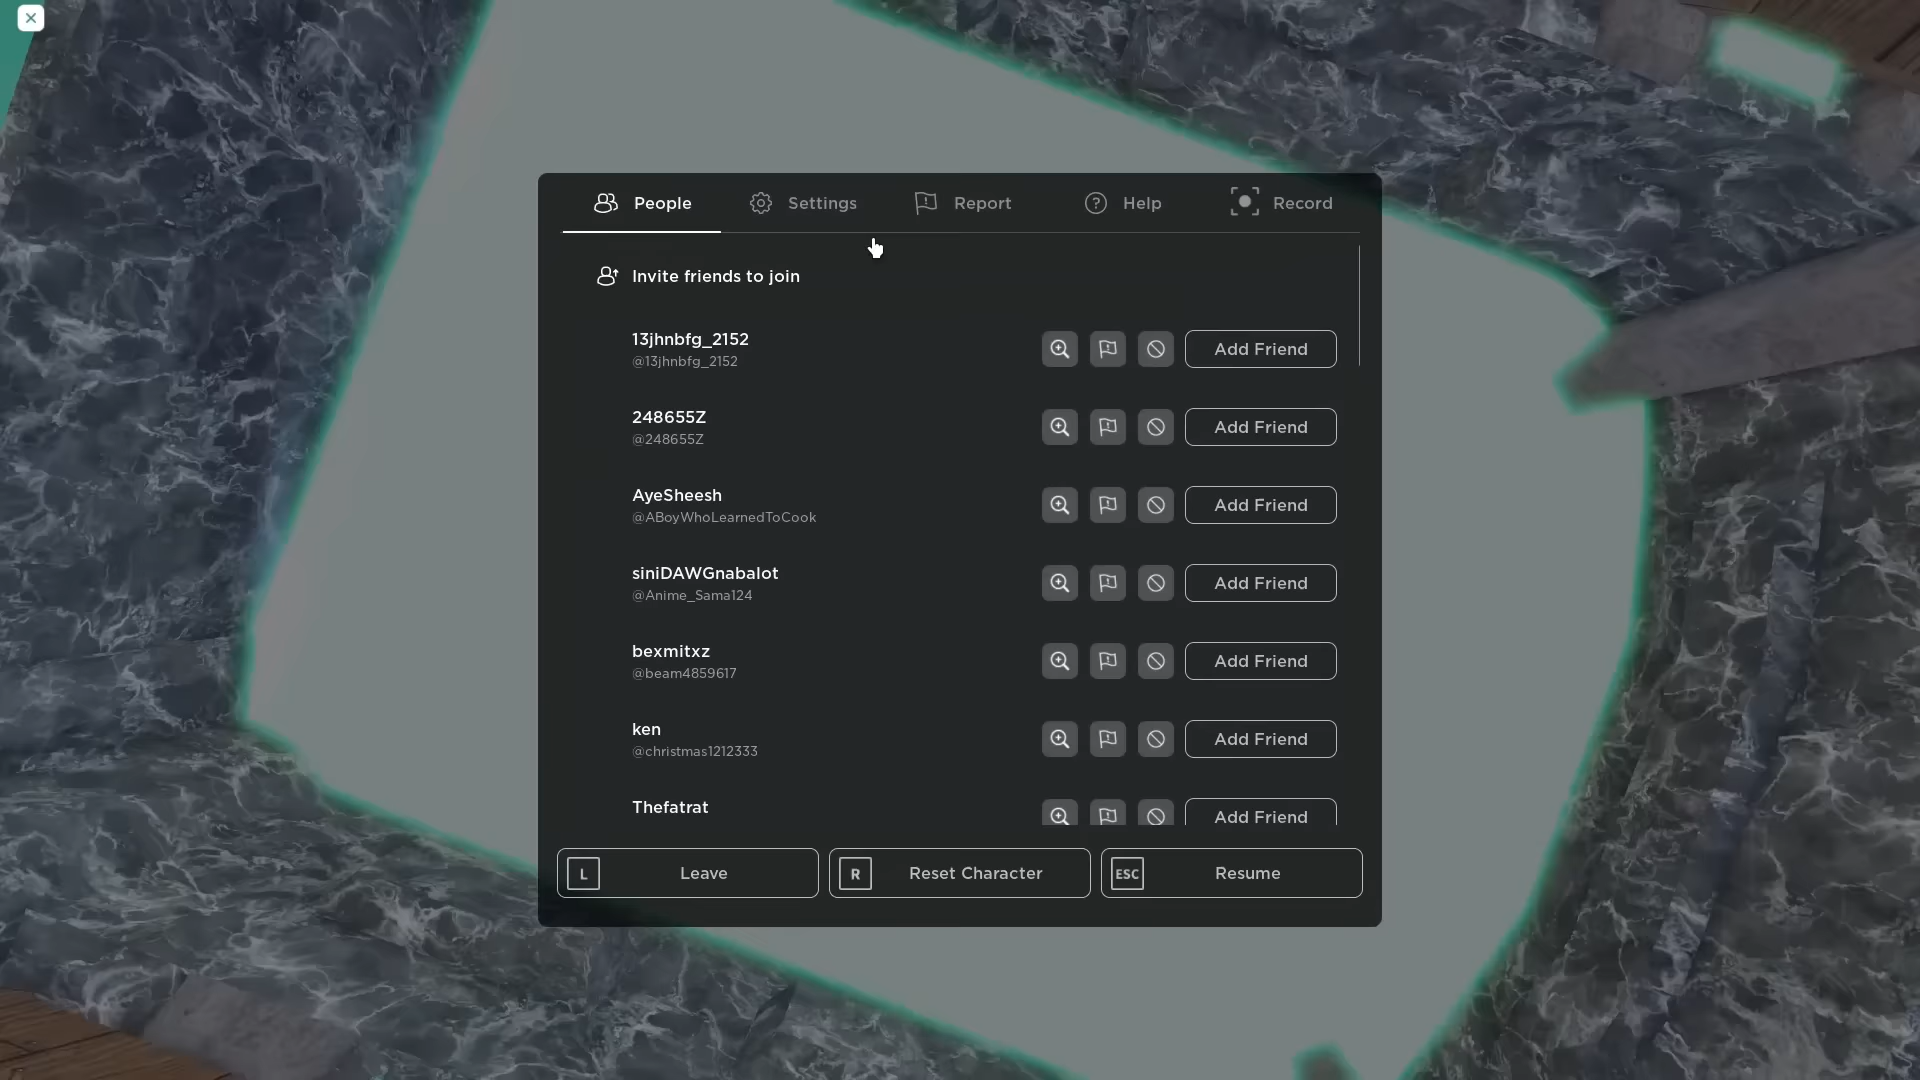 People
Settings
Report
Help
Record
Invite friends to join
13jhnbfg_2152
@13jhnbfg_2152
Add Friend
248655Z
@248655Z
Add Friend
AyeSheesh
@ABoyWhoLearnedToCook
Add Friend
siniDAWGnabalot
@Anime_Sama124
Add Friend
bexmitxz
@beam4859617
Add Friend
ken
@christmas1212333
Add Friend
Thefatrat
Add Friend
L Leave
R Reset Character
ESC Resume